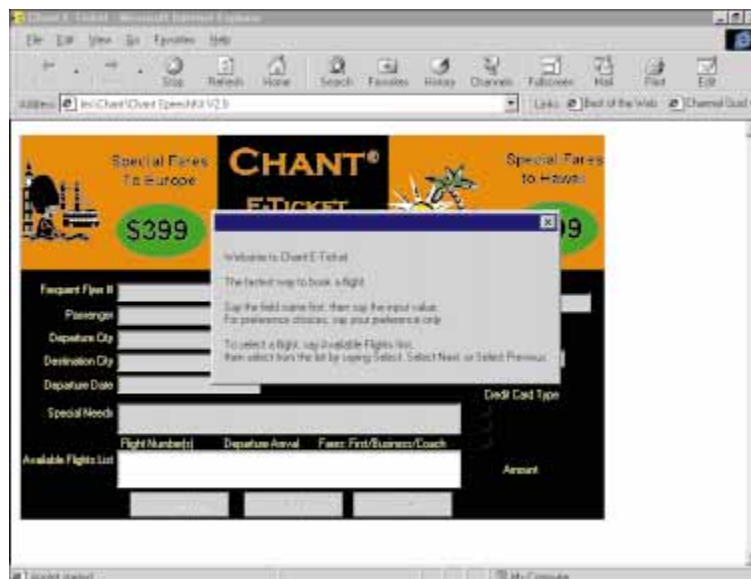 Chant E-Ticket - Microsoft Internet Explorer
File Edit View Go Favorites Help
Stop Refresh Home Search Favorites History Channels Fullscreen Mail Print Edit
Address
Links Best of the Web Channel Guid
Special Fares
To Europe
$399
CHANT®
E-TICKET
Special Fares
to Hawaii
Welcome to Chant E-Ticket
The fastest way to book a flight
Say the field name first, then say the input value.
For preference choices, say your preference only.
To select a flight, say Available Flights list,
then select from the list by saying Select, Select Next, or Select Previous.
Frequent Flyer #
Passenger
Departure City
Destination City
Departure Date
Credit Card Type
Special Needs
Flight Number(s) Departure Arrival Fares: First/Business/Coach
Available Flights List
Amount
My Computer